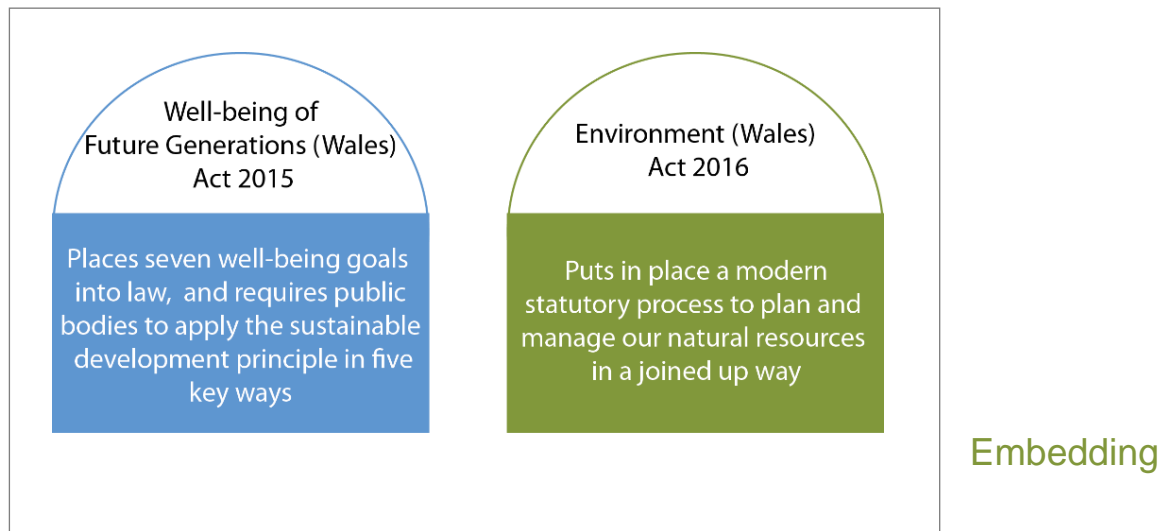 Well-being of
Future Generations (Wales)
Act 2015
Places seven well-being goals
into law, and requires public
bodies to apply the sustainable
development principle in five
key ways
Environment (Wales)
Act 2016
Puts in place a modern
statutory process to plan and
manage our natural resources
in a joined up way
Embedding